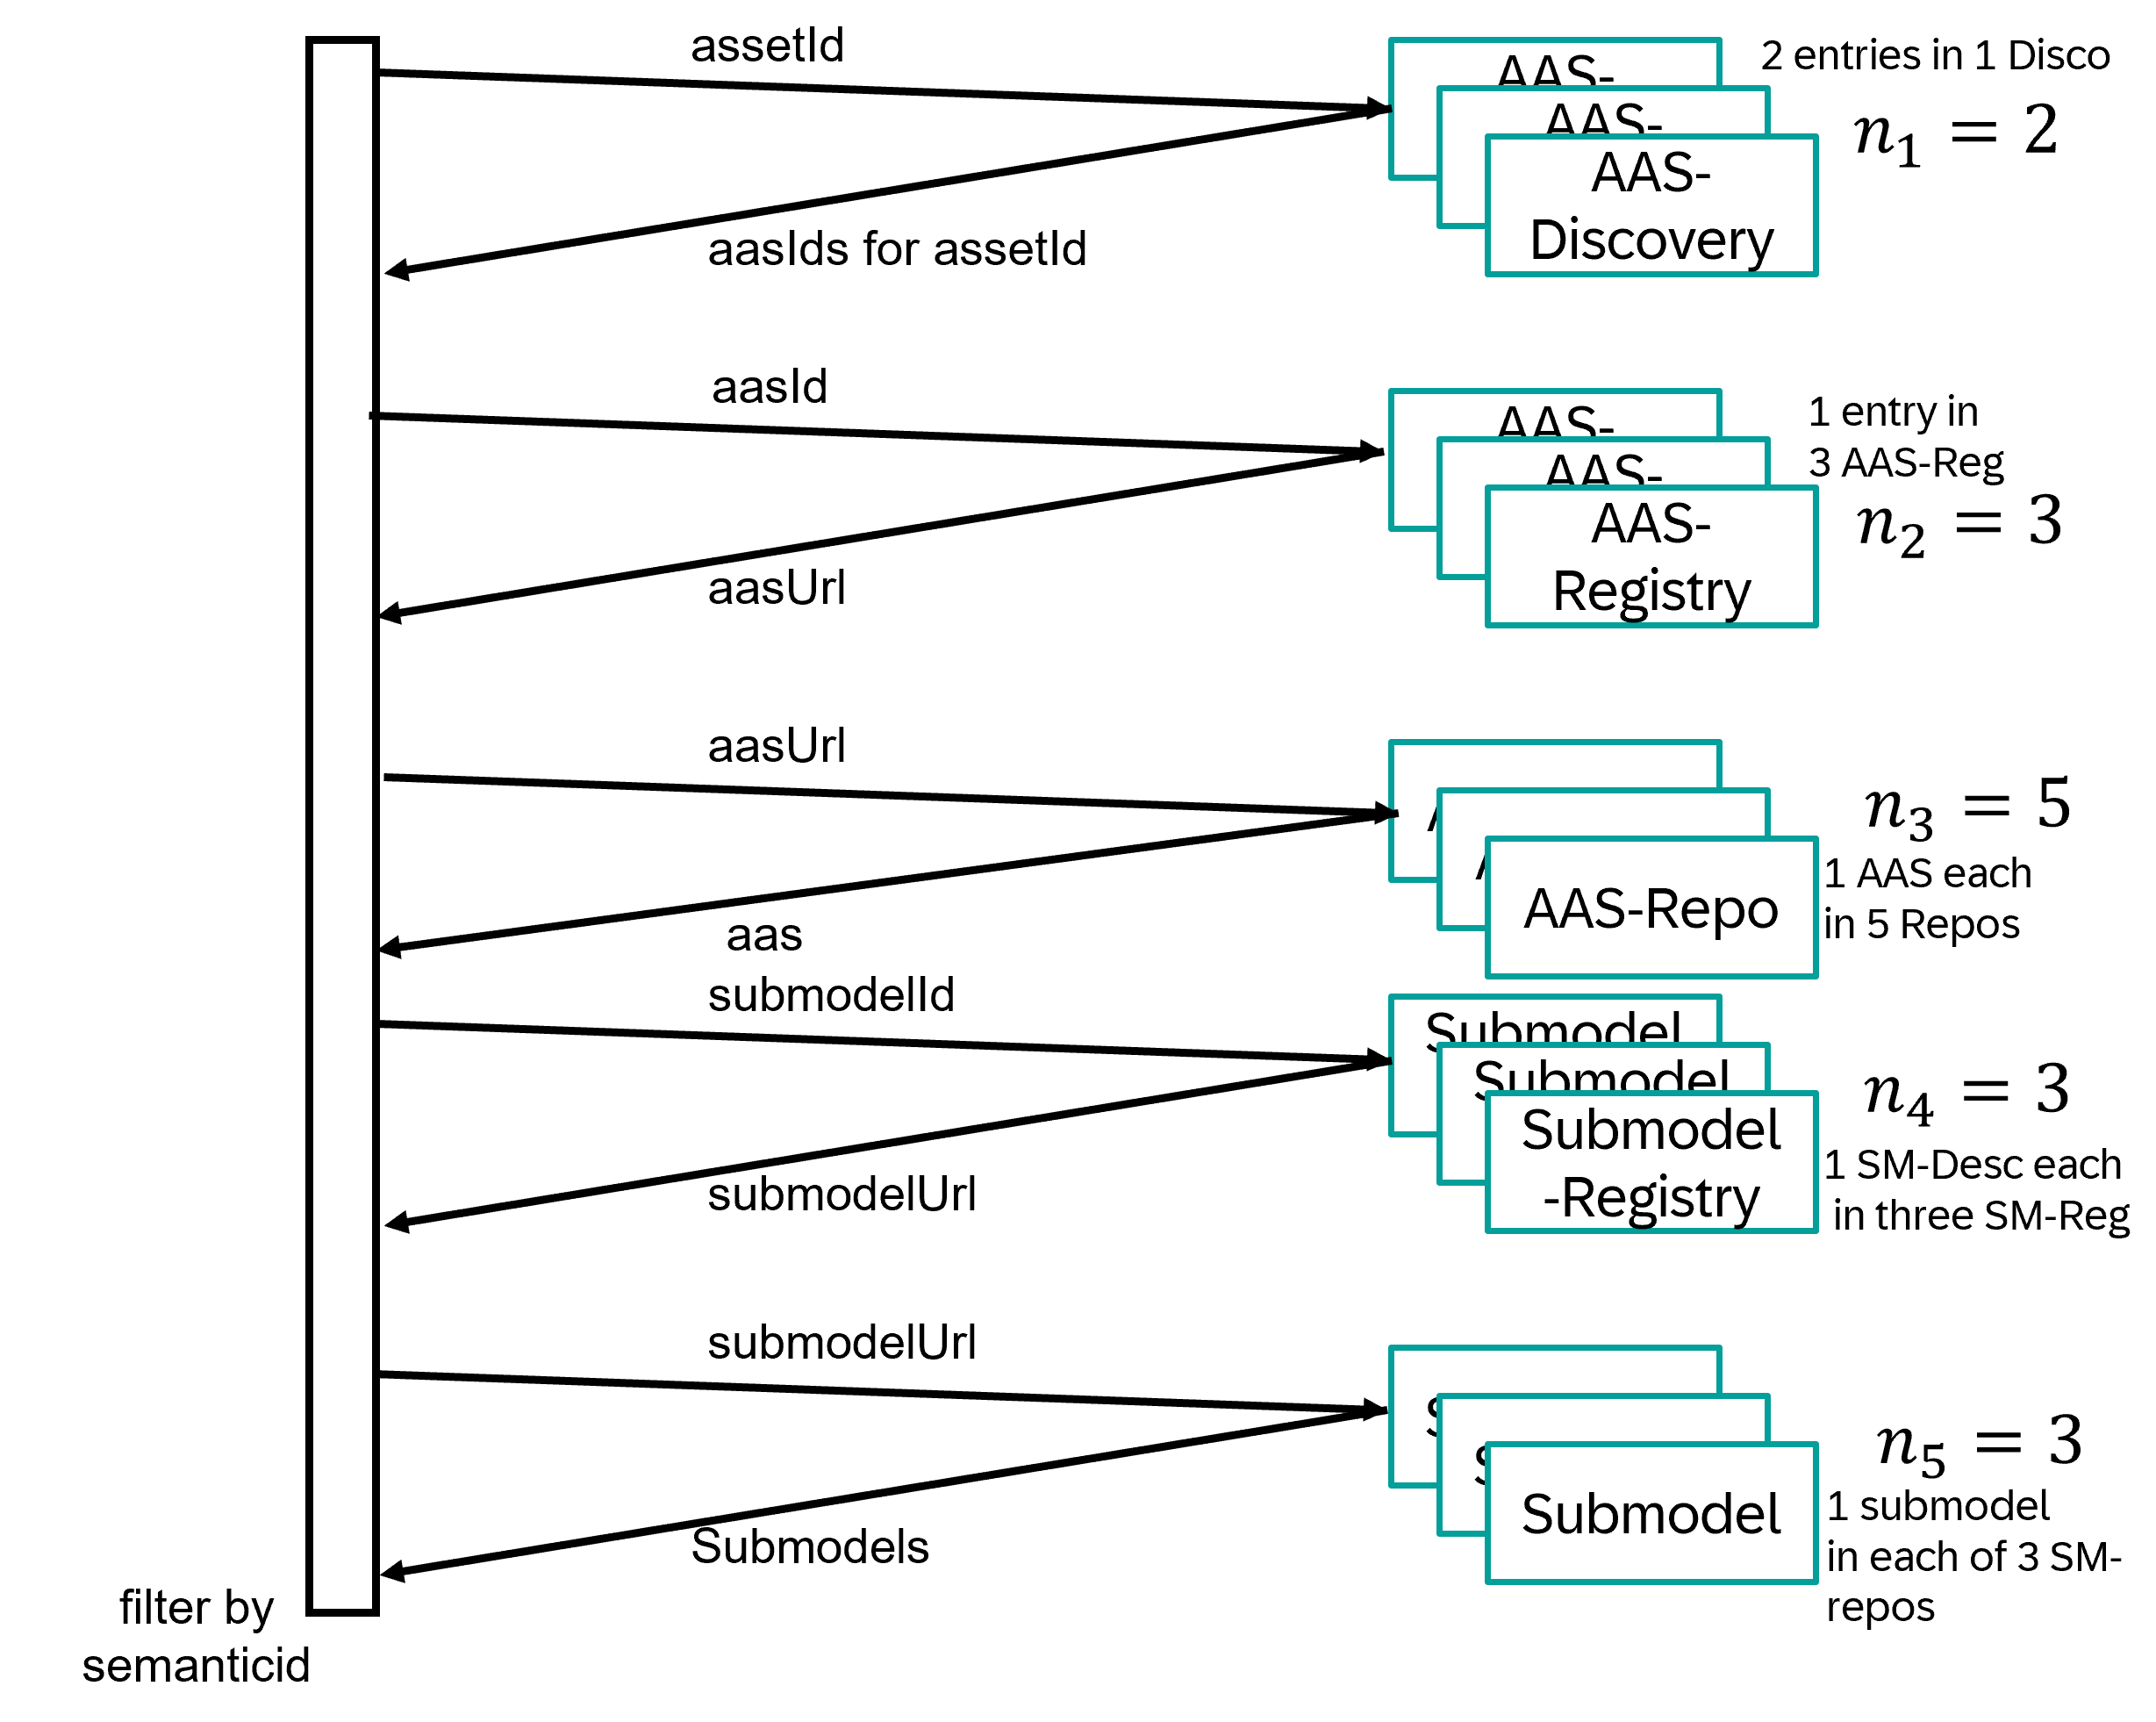 assetId
AAS-
AAS-
AAS-
Discovery
2 entries in 1 Disco
n₁ = 2
aasIds for assetId
aasId
AAS-
AAS-
AAS-
Registry
1 entry in
3 AAS-Reg
n₂ = 3
aasUrl
aasUrl
AAS-Repo
n₃ = 5
1 AAS each
in 5 Repos
aas
submodelId
Submodel
Submodel
Submodel
-Registry
n₄ = 3
1 SM-Desc each
in three SM-Reg
submodelUrl
submodelUrl
Submodel
n₅ = 3
1 submodel
in each of 3 SM-
repos
Submodels
filter by
semanticid